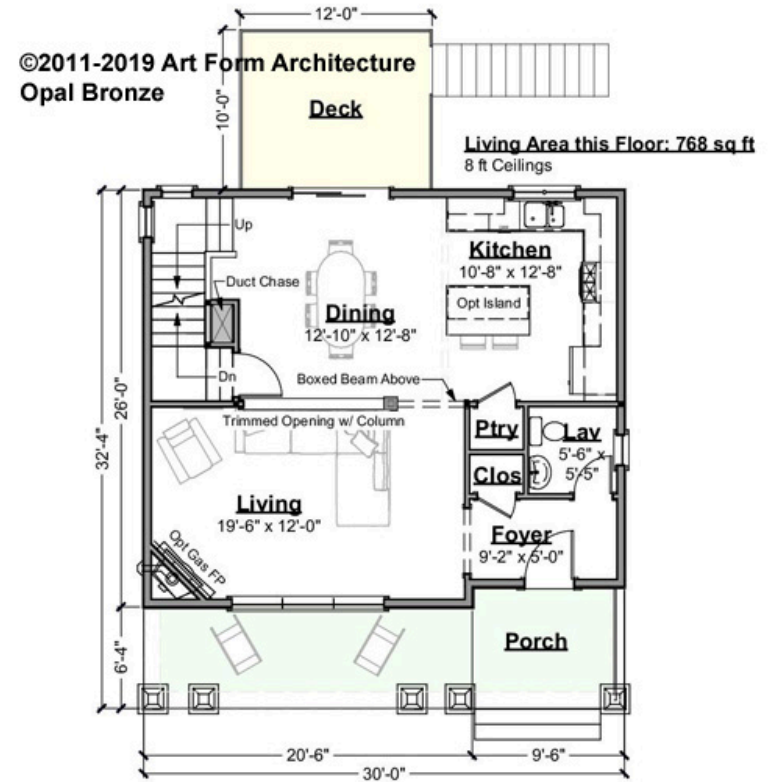 12'-0"
©2011-2019 Art Form Architecture
Opal Bronze
10'-0"
Deck
Living Area this Floor: 768 sq ft
8 ft Ceilings
Up
Duct Chase
Kitchen
10'-8" x 12'-8"
Opt Island
Dining
12'-10" x 12'-8"
Dn
Boxed Beam Above
Trimmed Opening w/ Column
26'-0"
32'-4"
Ptry
Lav
5'-6" x
5'-5"
Clos
Living
19'-6" x 12'-0"
Foyer
9'-2" x 5'-0"
Opt Gas FP
6'-4"
Porch
20'-6"
9'-6"
30'-0"